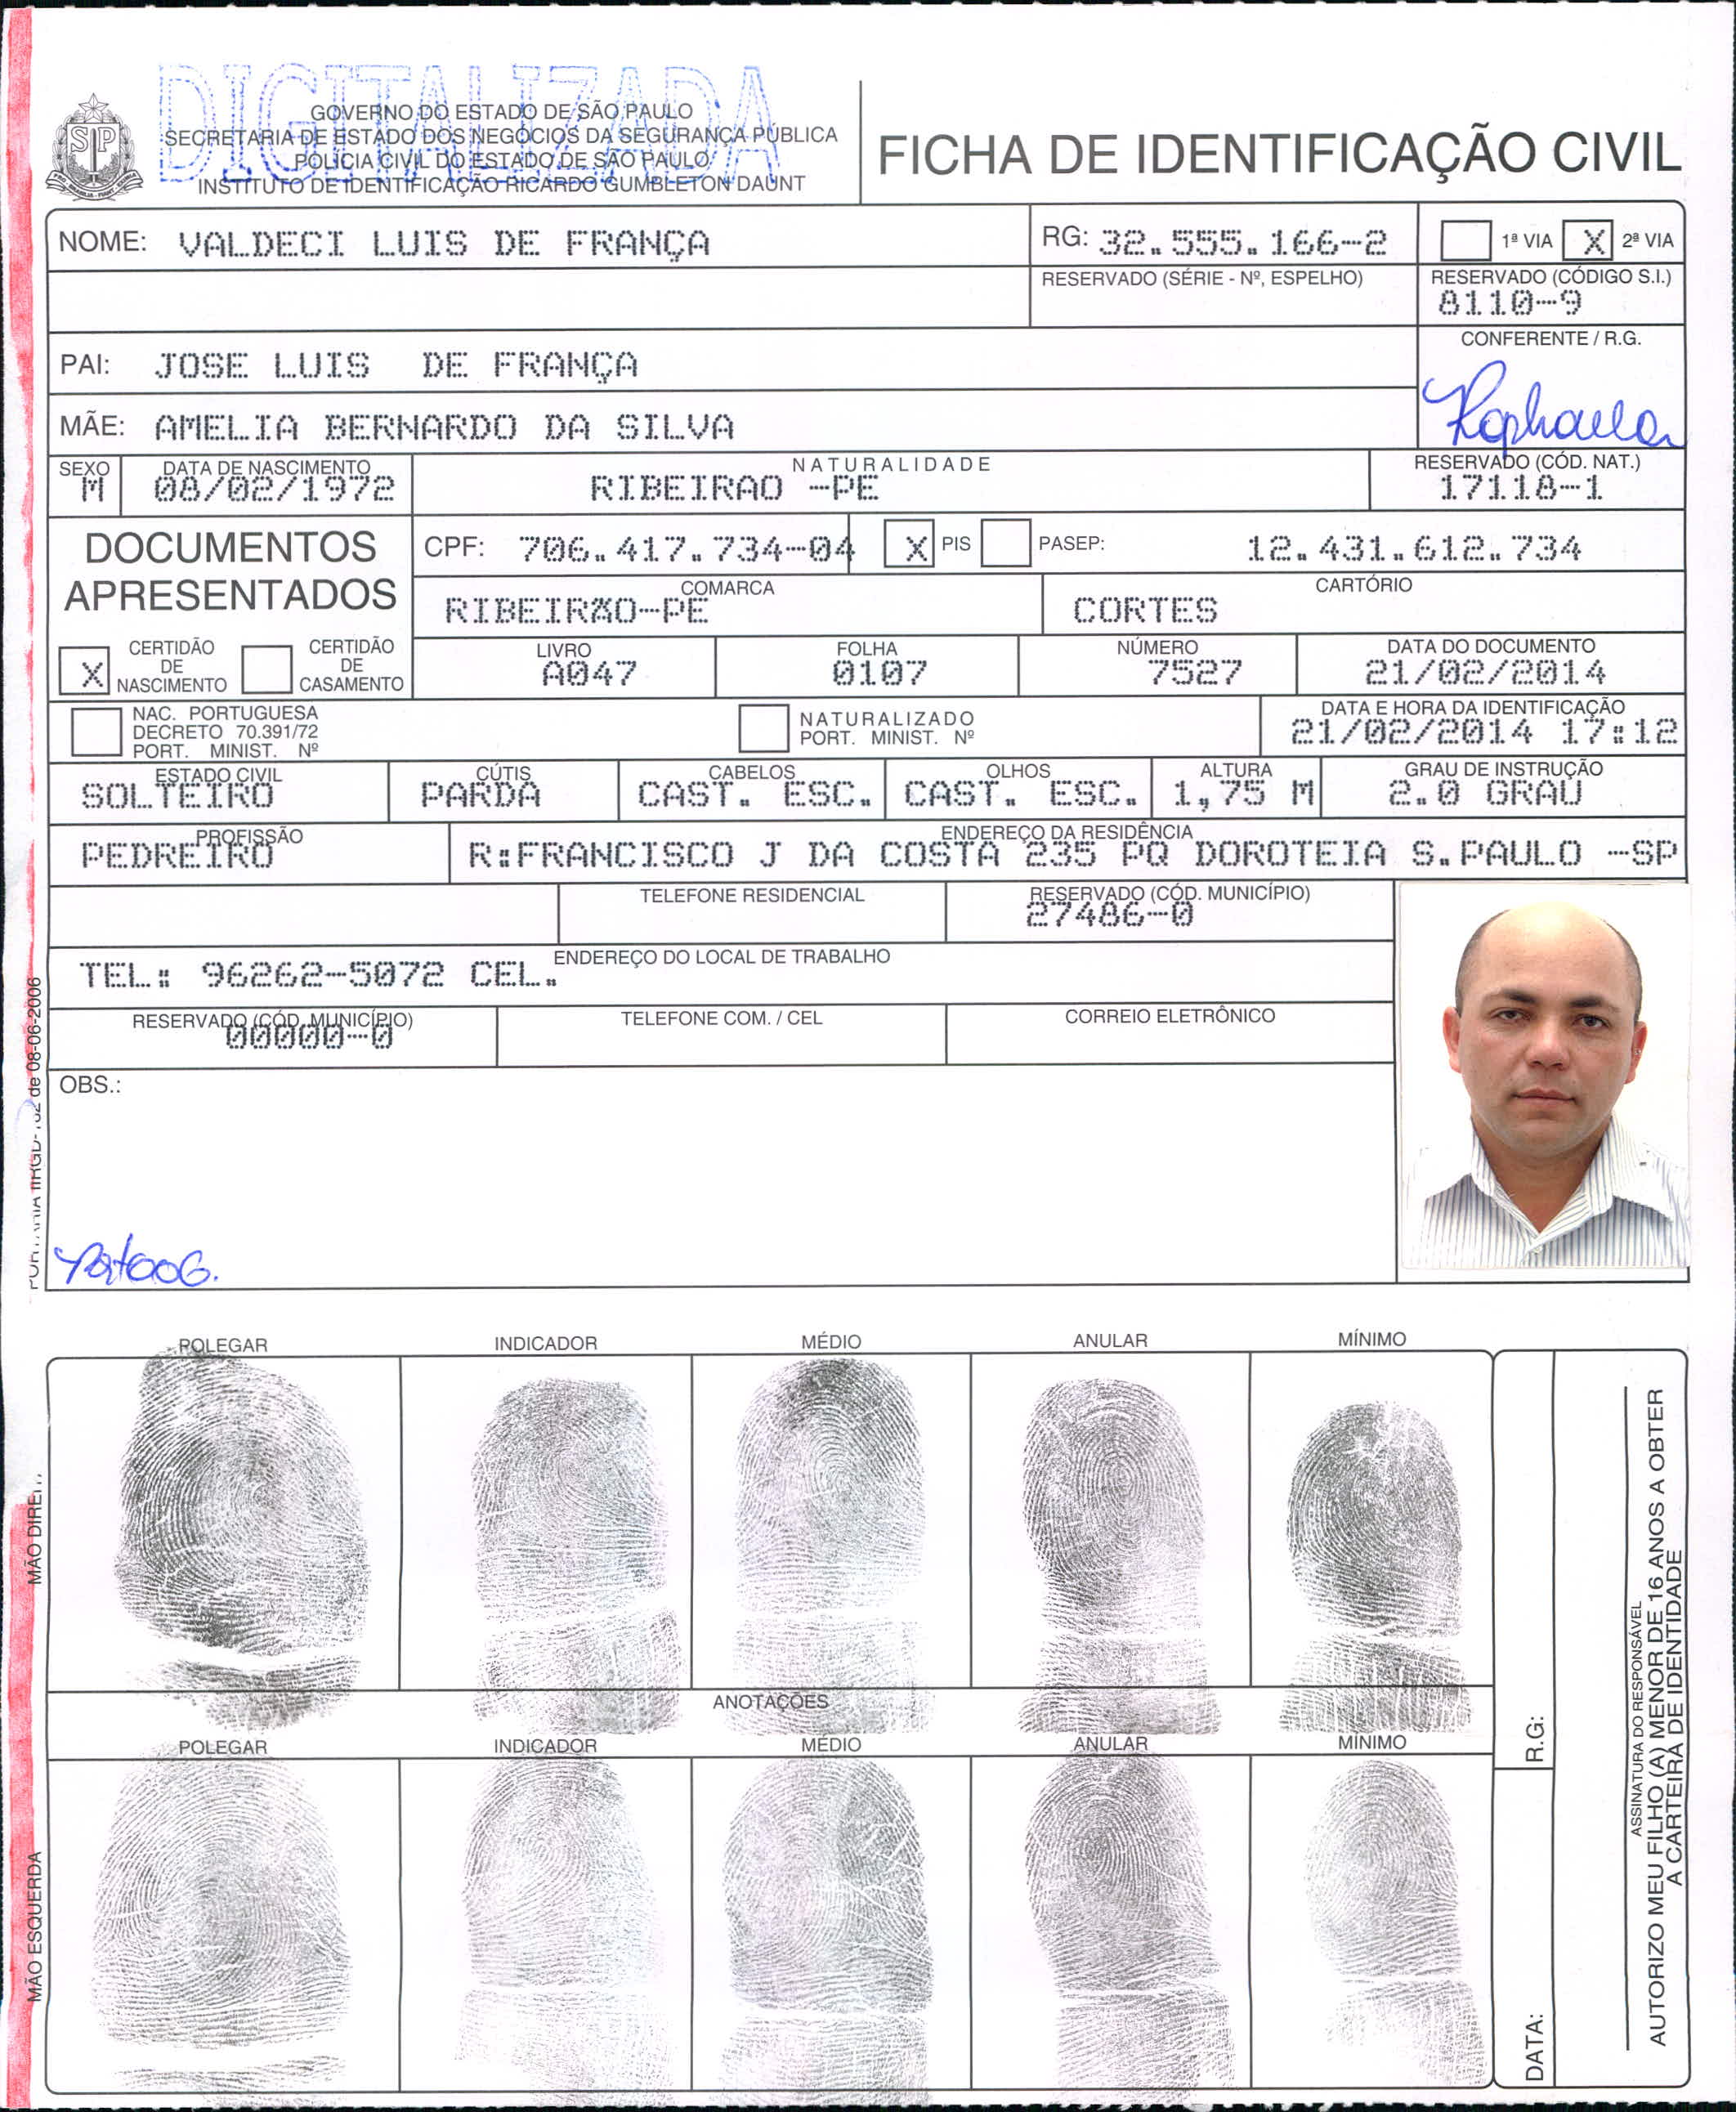 DIGITALIZADA
GOVERNO DO ESTADO DE SÃO PAULO
SECRETARIA DE ESTADO DOS NEGÓCIOS DA SEGURANÇA PÚBLICA
POLÍCIA CIVIL DO ESTADO DE SÃO PAULO
INSTITUTO DE IDENTIFICAÇÃO RICARDO GUMBLETON DAUNT
SP
FICHA DE IDENTIFICAÇÃO CIVIL
NOME: VALDECI LUIS DE FRANÇA
RG: 32.555.166-2
1ª VIA X 2ª VIA
RESERVADO (SÉRIE - Nº, ESPELHO)
RESERVADO (CÓDIGO S.I.)
8110-9
PAI: JOSE LUIS DE FRANÇA
CONFERENTE / R.G.
Raphaela
MÃE: AMELIA BERNARDO DA SILVA
SEXO
M
DATA DE NASCIMENTO
08/02/1972
NATURALIDADE
RIBEIRAO -PE
RESERVADO (CÓD. NAT.)
17118-1
DOCUMENTOS
APRESENTADOS
CPF: 706.417.734-04
X PIS PASEP: 12.431.612.734
COMARCA
RIBEIRÃO-PE
CARTÓRIO
CORTES
X CERTIDÃO DE NASCIMENTO
CERTIDÃO DE CASAMENTO
LIVRO
A047
FOLHA
0107
NÚMERO
7527
DATA DO DOCUMENTO
21/02/2014
NAC. PORTUGUESA
DECRETO 70.391/72
PORT. MINIST. Nº
NATURALIZADO
PORT. MINIST. Nº
DATA E HORA DA IDENTIFICAÇÃO
21/02/2014 17:12
ESTADO CIVIL
SOLTEIRO
CÚTIS
PARDA
CABELOS
CAST. ESC.
OLHOS
CAST. ESC.
ALTURA
1,75 M
GRAU DE INSTRUÇÃO
2.0 GRAU
PROFISSÃO
PEDREIRO
ENDEREÇO DA RESIDÊNCIA
R:FRANCISCO J DA COSTA 235 PQ DOROTEIA S.PAULO -SP
TELEFONE RESIDENCIAL
RESERVADO (CÓD. MUNICÍPIO)
27486-0
ENDEREÇO DO LOCAL DE TRABALHO
TEL: 96262-5072 CEL.
RESERVADO (CÓD. MUNICÍPIO)
00000-0
TELEFONE COM. / CEL
CORREIO ELETRÔNICO
OBS.:
de 08-06-2006
POLEGAR INDICADOR MÉDIO ANULAR MÍNIMO
MÃO
ANOTAÇÕES
POLEGAR INDICADOR MÉDIO ANULAR MÍNIMO
MÃO ESQUERDA
R.G:
DATA:
ASSINATURA DO RESPONSÁVEL
AUTORIZO MEU FILHO (A) MENOR DE 16 ANOS A OBTER
A CARTEIRA DE IDENTIDADE